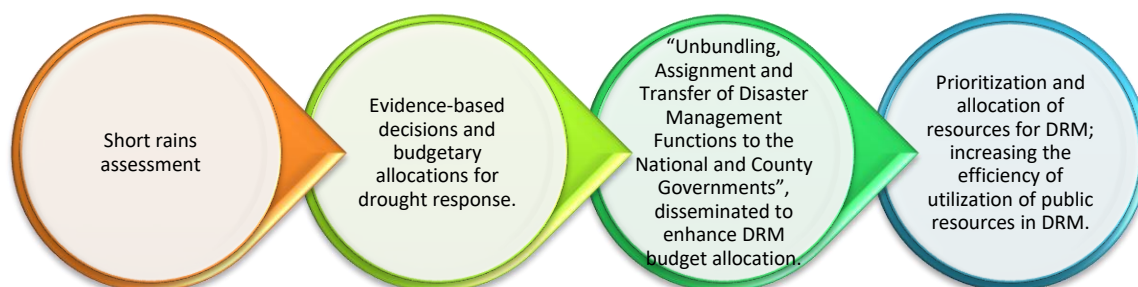 Short rains
assessment
Evidence-based
decisions and
budgetary
allocations for
drought response.
“Unbundling,
Assignment and
Transfer of Disaster
Management
Functions to the
National and County
Governments”,
disseminated to
enhance DRM
budget allocation.
Prioritization and
allocation of
resources for DRM;
increasing the
efficiency of
utilization of public
resources in DRM.